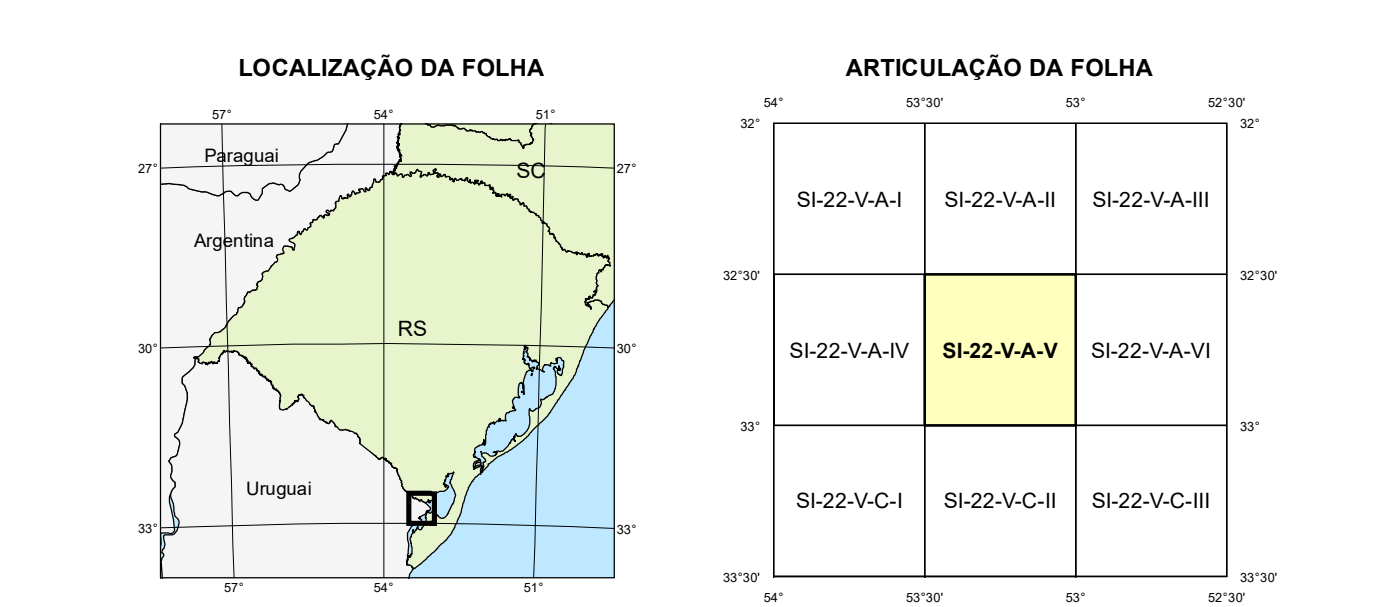 LOCALIZAÇÃO DA FOLHA
57° 54° 51°
Paraguai
SC
27° 27°
Argentina
RS
30° 30°
Uruguai
33° 33°
57° 54° 51°
ARTICULAÇÃO DA FOLHA
54° 53°30' 53° 52°30'
32° 32°
SI-22-V-A-I SI-22-V-A-II SI-22-V-A-III
32°30' 32°30'
SI-22-V-A-IV SI-22-V-A-V SI-22-V-A-VI
33° 33°
SI-22-V-C-I SI-22-V-C-II SI-22-V-C-III
33°30' 33°30'
54° 53°30' 53° 52°30'